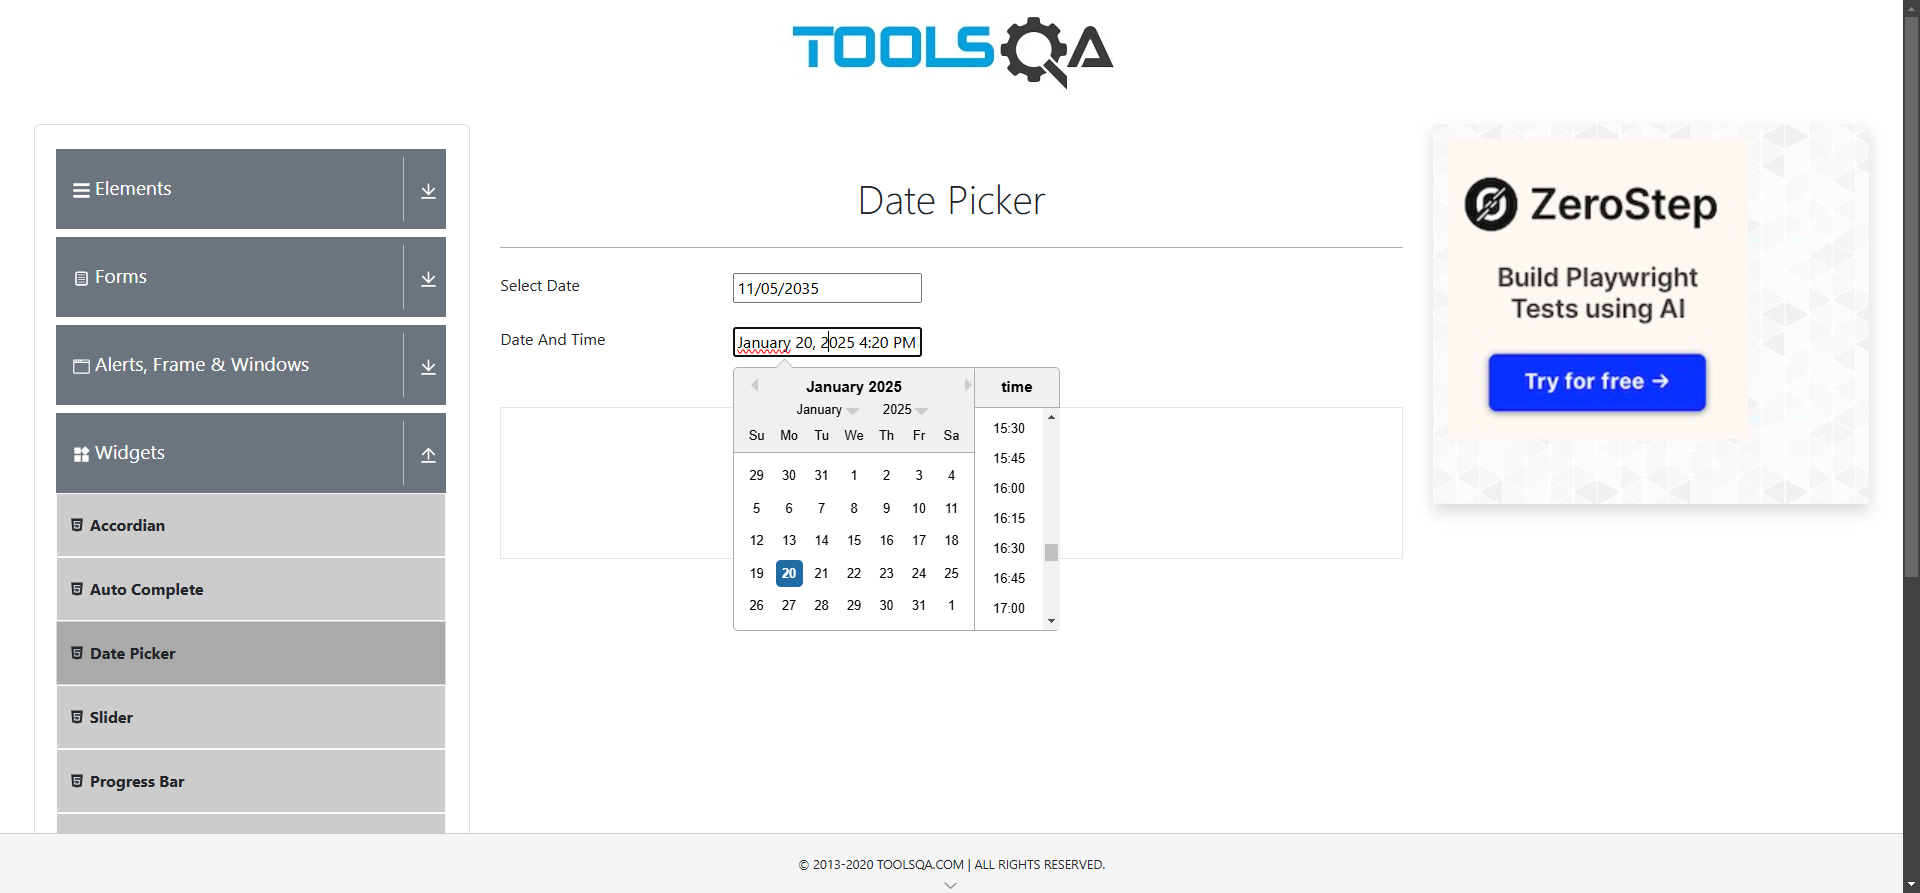 TOOLSQA
Elements
Forms
Alerts, Frame & Windows
Widgets
Accordian
Auto Complete
Date Picker
Slider
Progress Bar
Date Picker
Select Date
11/05/2035
Date And Time
January 20, 2025 4:20 PM
January 2025
January 2025
Su Mo Tu We Th Fr Sa
29 30 31 1 2 3 4
5 6 7 8 9 10 11
12 13 14 15 16 17 18
19 20 21 22 23 24 25
26 27 28 29 30 31 1
time
15:30
15:45
16:00
16:15
16:30
16:45
17:00
ZeroStep
Build Playwright
Tests using AI
Try for free →
© 2013-2020 TOOLSQA.COM | ALL RIGHTS RESERVED.